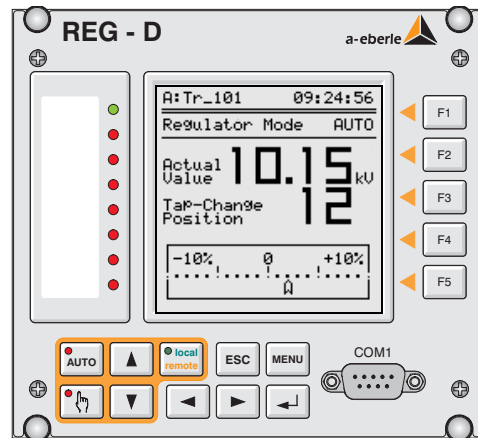 REG - D
a-eberle
A:Tr_101 09:24:56
Regulator Mode AUTO
Actual Value 10.15 kV
Tap-Change Position 12
-10% 0 +10%
F1
F2
F3
F4
F5
AUTO
local
remote
ESC
MENU
COM1